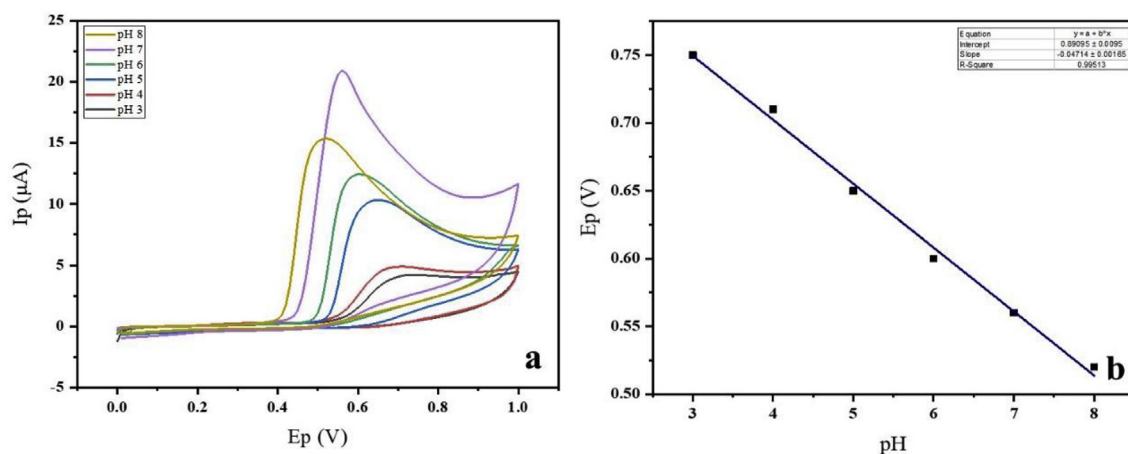 25
20
15
10
5
0
-5
Ip (µA)
pH 8
pH 7
pH 6
pH 5
pH 4
pH 3
a
0.0 0.2 0.4 0.6 0.8 1.0
Ep (V)
0.75
0.70
0.65
0.60
0.55
0.50
Ep (V)
Equation y = a + b*x
Intercept 0.89095 ± 0.0095
Slope -0.04714 ± 0.00165
R-Square 0.99513
b
3 4 5 6 7 8
pH